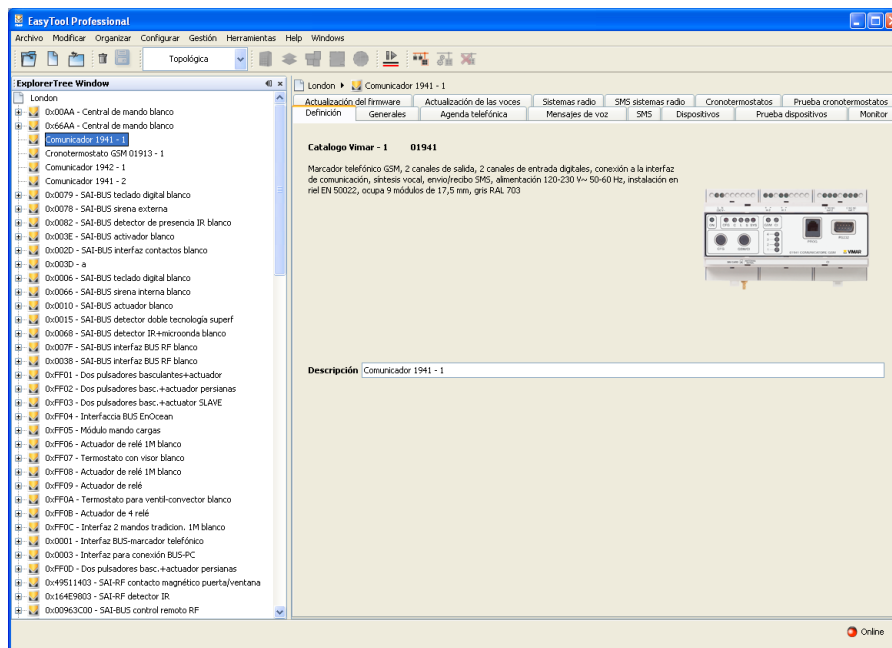 EasyTool Professional
Archivo Modificar Organizar Configurar Gestión Herramientas Help Windows
Topológica
ExplorerTree Window
London
0x00AA - Central de mando blanco
0x66AA - Central de mando blanco
Comunicador 1941 - 1
Cronotermostato GSM 01913 - 1
Comunicador 1942 - 1
Comunicador 1941 - 2
0x0079 - SAI-BUS teclado digital blanco
0x0078 - SAI-BUS sirena externa
0x0082 - SAI-BUS detector de presencia IR blanco
0x003E - SAI-BUS activador blanco
0x002D - SAI-BUS interfaz contactos blanco
0x003D - a
0x0006 - SAI-BUS teclado digital blanco
0x0066 - SAI-BUS sirena interna blanco
0x0010 - SAI-BUS actuador blanco
0x0015 - SAI-BUS detector doble tecnología superf
0x0068 - SAI-BUS detector IR+microonda blanco
0x007F - SAI-BUS interfaz BUS RF blanco
0x0038 - SAI-BUS interfaz BUS RF blanco
0xFF01 - Dos pulsadores basculantes+actuador
0xFF02 - Dos pulsadores basc.+actuador persianas
0xFF03 - Dos pulsadores basc.+actuator SLAVE
0xFF04 - Interfaccia BUS EnOcean
0xFF05 - Módulo mando cargas
0xFF06 - Actuador de relé 1M blanco
0xFF07 - Termostato con visor blanco
0xFF08 - Actuador de relé 1M blanco
0xFF09 - Actuador de relé
0xFF0A - Termostato para ventil-convector blanco
0xFF0B - Actuador de 4 relé
0xFF0C - Interfaz 2 mandos tradicion. 1M blanco
0x0001 - Interfaz BUS-marcador telefónico
0x0003 - Interfaz para conexión BUS-PC
0xFF0D - Dos pulsadores basc.+actuador persianas
0x49511403 - SAI-RF contacto magnético puerta/ventana
0x164E9803 - SAI-RF detector IR
0x00963C00 - SAI-BUS control remoto RF
London Comunicador 1941 - 1
Actualización del firmware Actualización de las voces Sistemas radio SMS sistemas radio Cronotermostatos Prueba cronotermostatos
Definición Generales Agenda telefónica Mensajes de voz SMS Dispositivos Prueba dispositivos Monitor
Catalogo Vimar - 1 01941
Marcador telefónico GSM, 2 canales de salida, 2 canales de entrada digitales, conexión a la interfaz
de comunicación, síntesis vocal, envio/recibo SMS, alimentación 120-230 V~ 50-60 Hz, instalación en
riel EN 50022, ocupa 9 módulos de 17,5 mm, gris RAL 703
VIMAR
Descripción Comunicador 1941 - 1
Online